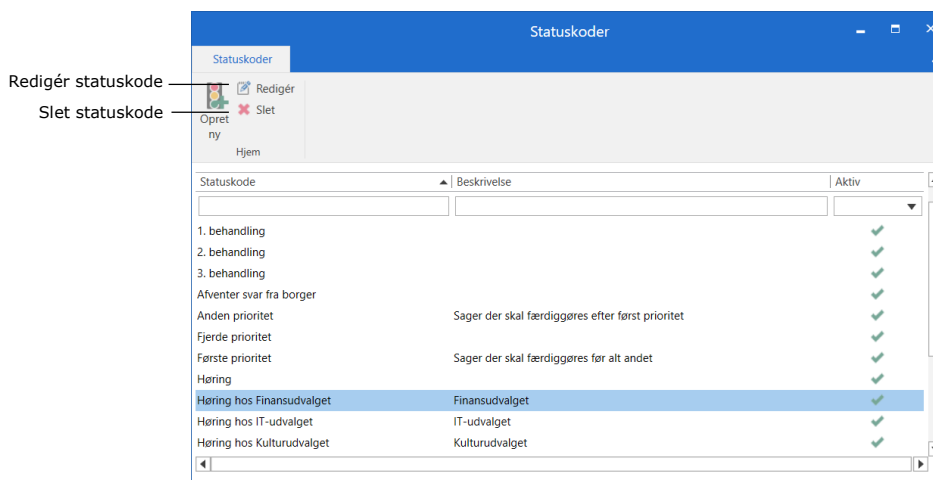 Statuskoder
Statuskoder
Redigér statuskode
Redigér
Slet statuskode
Slet
Opret
ny
Hjem
Statuskode Beskrivelse Aktiv
1. behandling
2. behandling
3. behandling
Afventer svar fra borger
Anden prioritet Sager der skal færdiggøres efter først prioritet
Fjerde prioritet
Første prioritet Sager der skal færdiggøres før alt andet
Høring
Høring hos Finansudvalget Finansudvalget
Høring hos IT-udvalget IT-udvalget
Høring hos Kulturudvalget Kulturudvalget